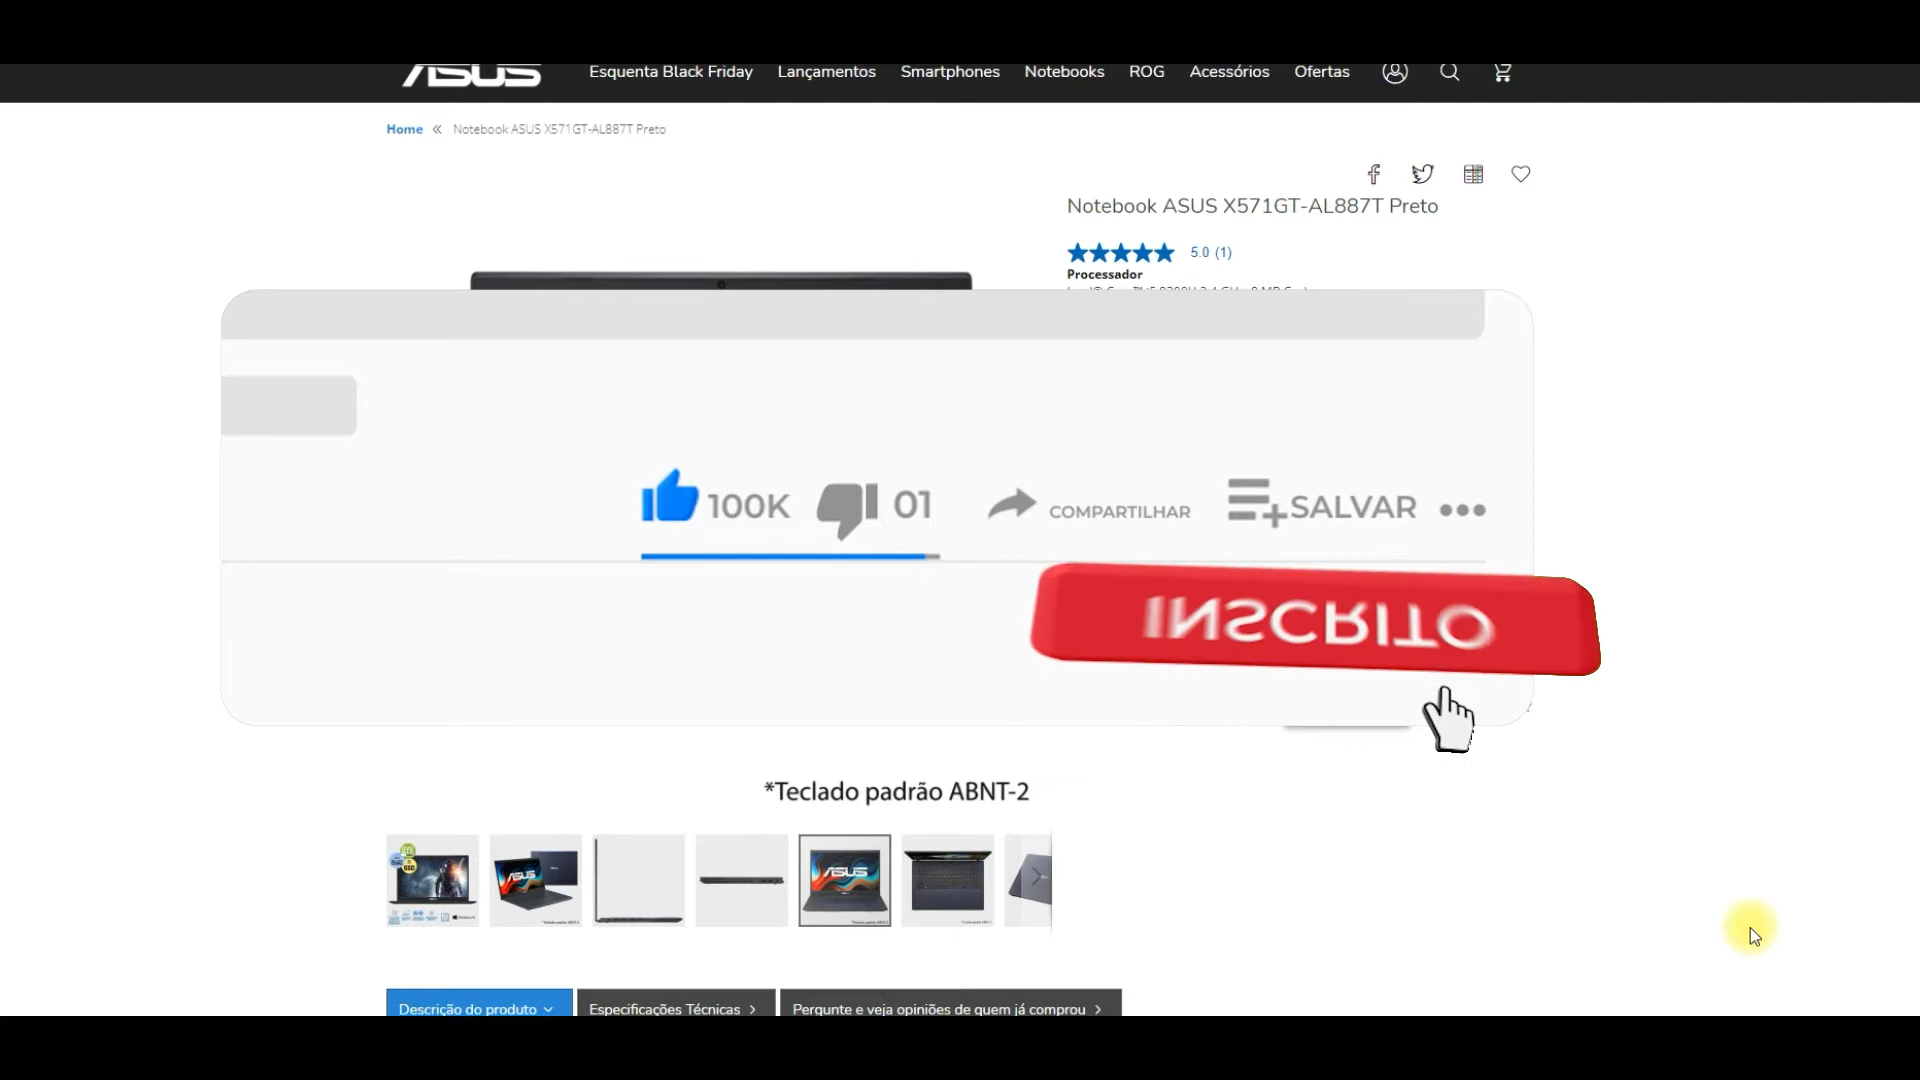 ASUS
Esquenta Black Friday Lançamentos Smartphones Notebooks ROG Acessórios Ofertas
Home « Notebook ASUS X571GT-AL887T Preto
Notebook ASUS X571GT-AL887T Preto
5.0 (1)
Processador
100K 01 COMPARTILHAR SALVAR
INSCRITO
*Teclado padrão ABNT-2
Descrição do produto Especificações Técnicas Pergunte e veja opiniões de quem já comprou